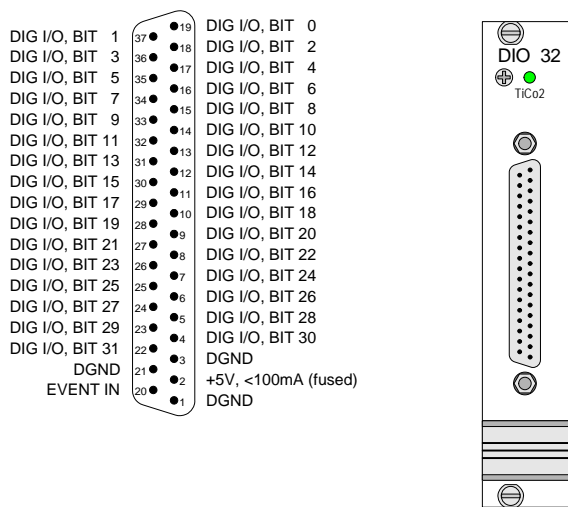 19 DIG I/O, BIT 0
DIG I/O, BIT 1 37
18 DIG I/O, BIT 2
DIG I/O, BIT 3 36
17 DIG I/O, BIT 4
DIG I/O, BIT 5 35
16 DIG I/O, BIT 6
DIG I/O, BIT 7 34
15 DIG I/O, BIT 8
DIG I/O, BIT 9 33
14 DIG I/O, BIT 10
DIG I/O, BIT 11 32
13 DIG I/O, BIT 12
DIG I/O, BIT 13 31
12 DIG I/O, BIT 14
DIG I/O, BIT 15 30
11 DIG I/O, BIT 16
DIG I/O, BIT 17 29
10 DIG I/O, BIT 18
DIG I/O, BIT 19 28
9 DIG I/O, BIT 20
DIG I/O, BIT 21 27
8 DIG I/O, BIT 22
DIG I/O, BIT 23 26
7 DIG I/O, BIT 24
DIG I/O, BIT 25 25
6 DIG I/O, BIT 26
DIG I/O, BIT 27 24
5 DIG I/O, BIT 28
DIG I/O, BIT 29 23
4 DIG I/O, BIT 30
DIG I/O, BIT 31 22
3 DGND
DGND 21
2 +5V, <100mA (fused)
EVENT IN 20
1 DGND
DIO 32
TiCo2